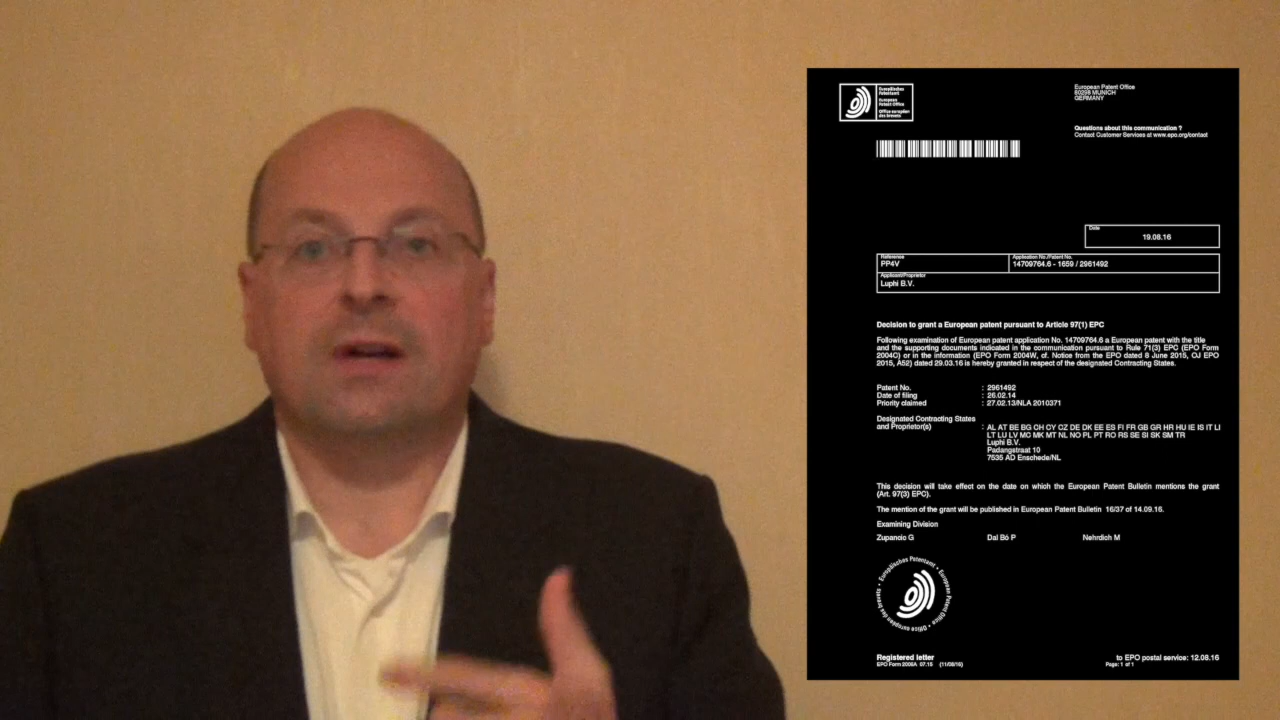 Europäisches
Patentamt
European
Patent Office
Office européen
des brevets
European Patent Office
80298 MUNICH
GERMANY
Questions about this communication ?
Contact Customer Services at www.epo.org/contact
Date
19.08.16
Reference
PP4V
Application No./Patent No.
14709764.6 - 1659 / 2961492
Applicant/Proprietor
Luphi B.V.
Decision to grant a European patent pursuant to Article 97(1) EPC
Following examination of European patent application No. 14709764.6 a European patent with the title
and the supporting documents indicated in the communication pursuant to Rule 71(3) EPC (EPO Form
2004C) or in the information (EPO Form 2004W, cf. Notice from the EPO dated 8 June 2015, OJ EPO
2015, A52) dated 29.03.16 is hereby granted in respect of the designated Contracting States.
Patent No. : 2961492
Date of filing : 26.02.14
Priority claimed : 27.02.13/NLA 2010371
Designated Contracting States
and Proprietor(s) : AL AT BE BG CH CY CZ DE DK EE ES FI FR GB GR HR HU IE IS IT LI
LT LU LV MC MK MT NL NO PL PT RO RS SE SI SK SM TR
Luphi B.V.
Padangstraat 10
7535 AD Enschede/NL
This decision will take effect on the date on which the European Patent Bulletin mentions the grant
(Art. 97(3) EPC).
The mention of the grant will be published in European Patent Bulletin 16/37 of 14.09.16.
Examining Division
Zupancic G Dal Bó P Nehrdich M
Europäisches Patentamt • European Patent Office • Office européen des brevets •
Registered letter
EPO Form 2006A 07.15 (11/08/16)
to EPO postal service: 12.08.16
Page: 1 of 1